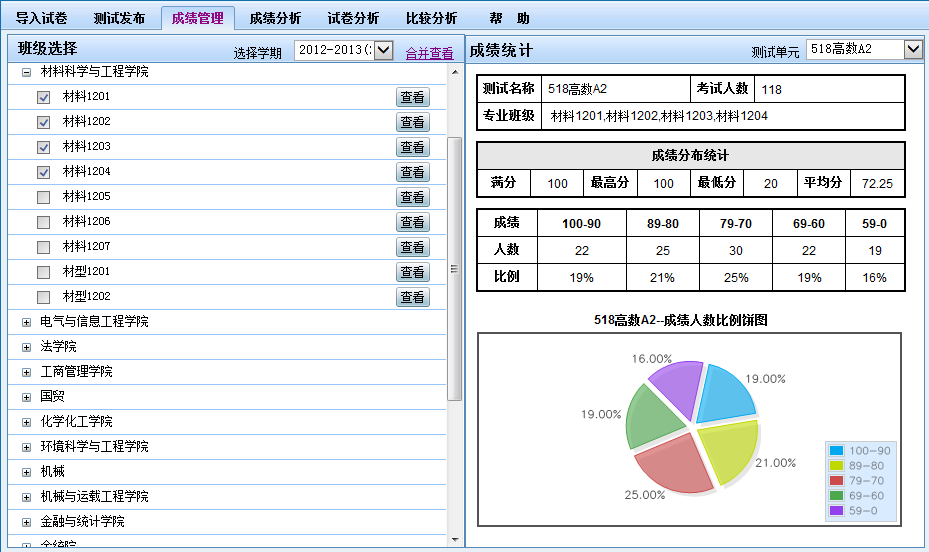 导入试卷 测试发布 成绩管理 成绩分析 试卷分析 比较分析 帮 助
班级选择 选择学期 2012-2013(: 合并查看
材料科学与工程学院
材料1201 查看
材料1202 查看
材料1203 查看
材料1204 查看
材料1205 查看
材料1206 查看
材料1207 查看
材型1201 查看
材型1202 查看
电气与信息工程学院
法学院
工商管理学院
国贸
化学化工学院
环境科学与工程学院
机械
机械与运载工程学院
金融与统计学院
成绩统计 测试单元 518高数A2
测试名称 518高数A2 考试人数 118
专业班级 材料1201,材料1202,材料1203,材料1204
成绩分布统计
满分 100 最高分 100 最低分 20 平均分 72.25
成绩 100-90 89-80 79-70 69-60 59-0
人数 22 25 30 22 19
比例 19% 21% 25% 19% 16%
518高数A2--成绩人数比例饼图
16.00%
19.00%
19.00%
21.00%
25.00%
100-90
89-80
79-70
69-60
59-0